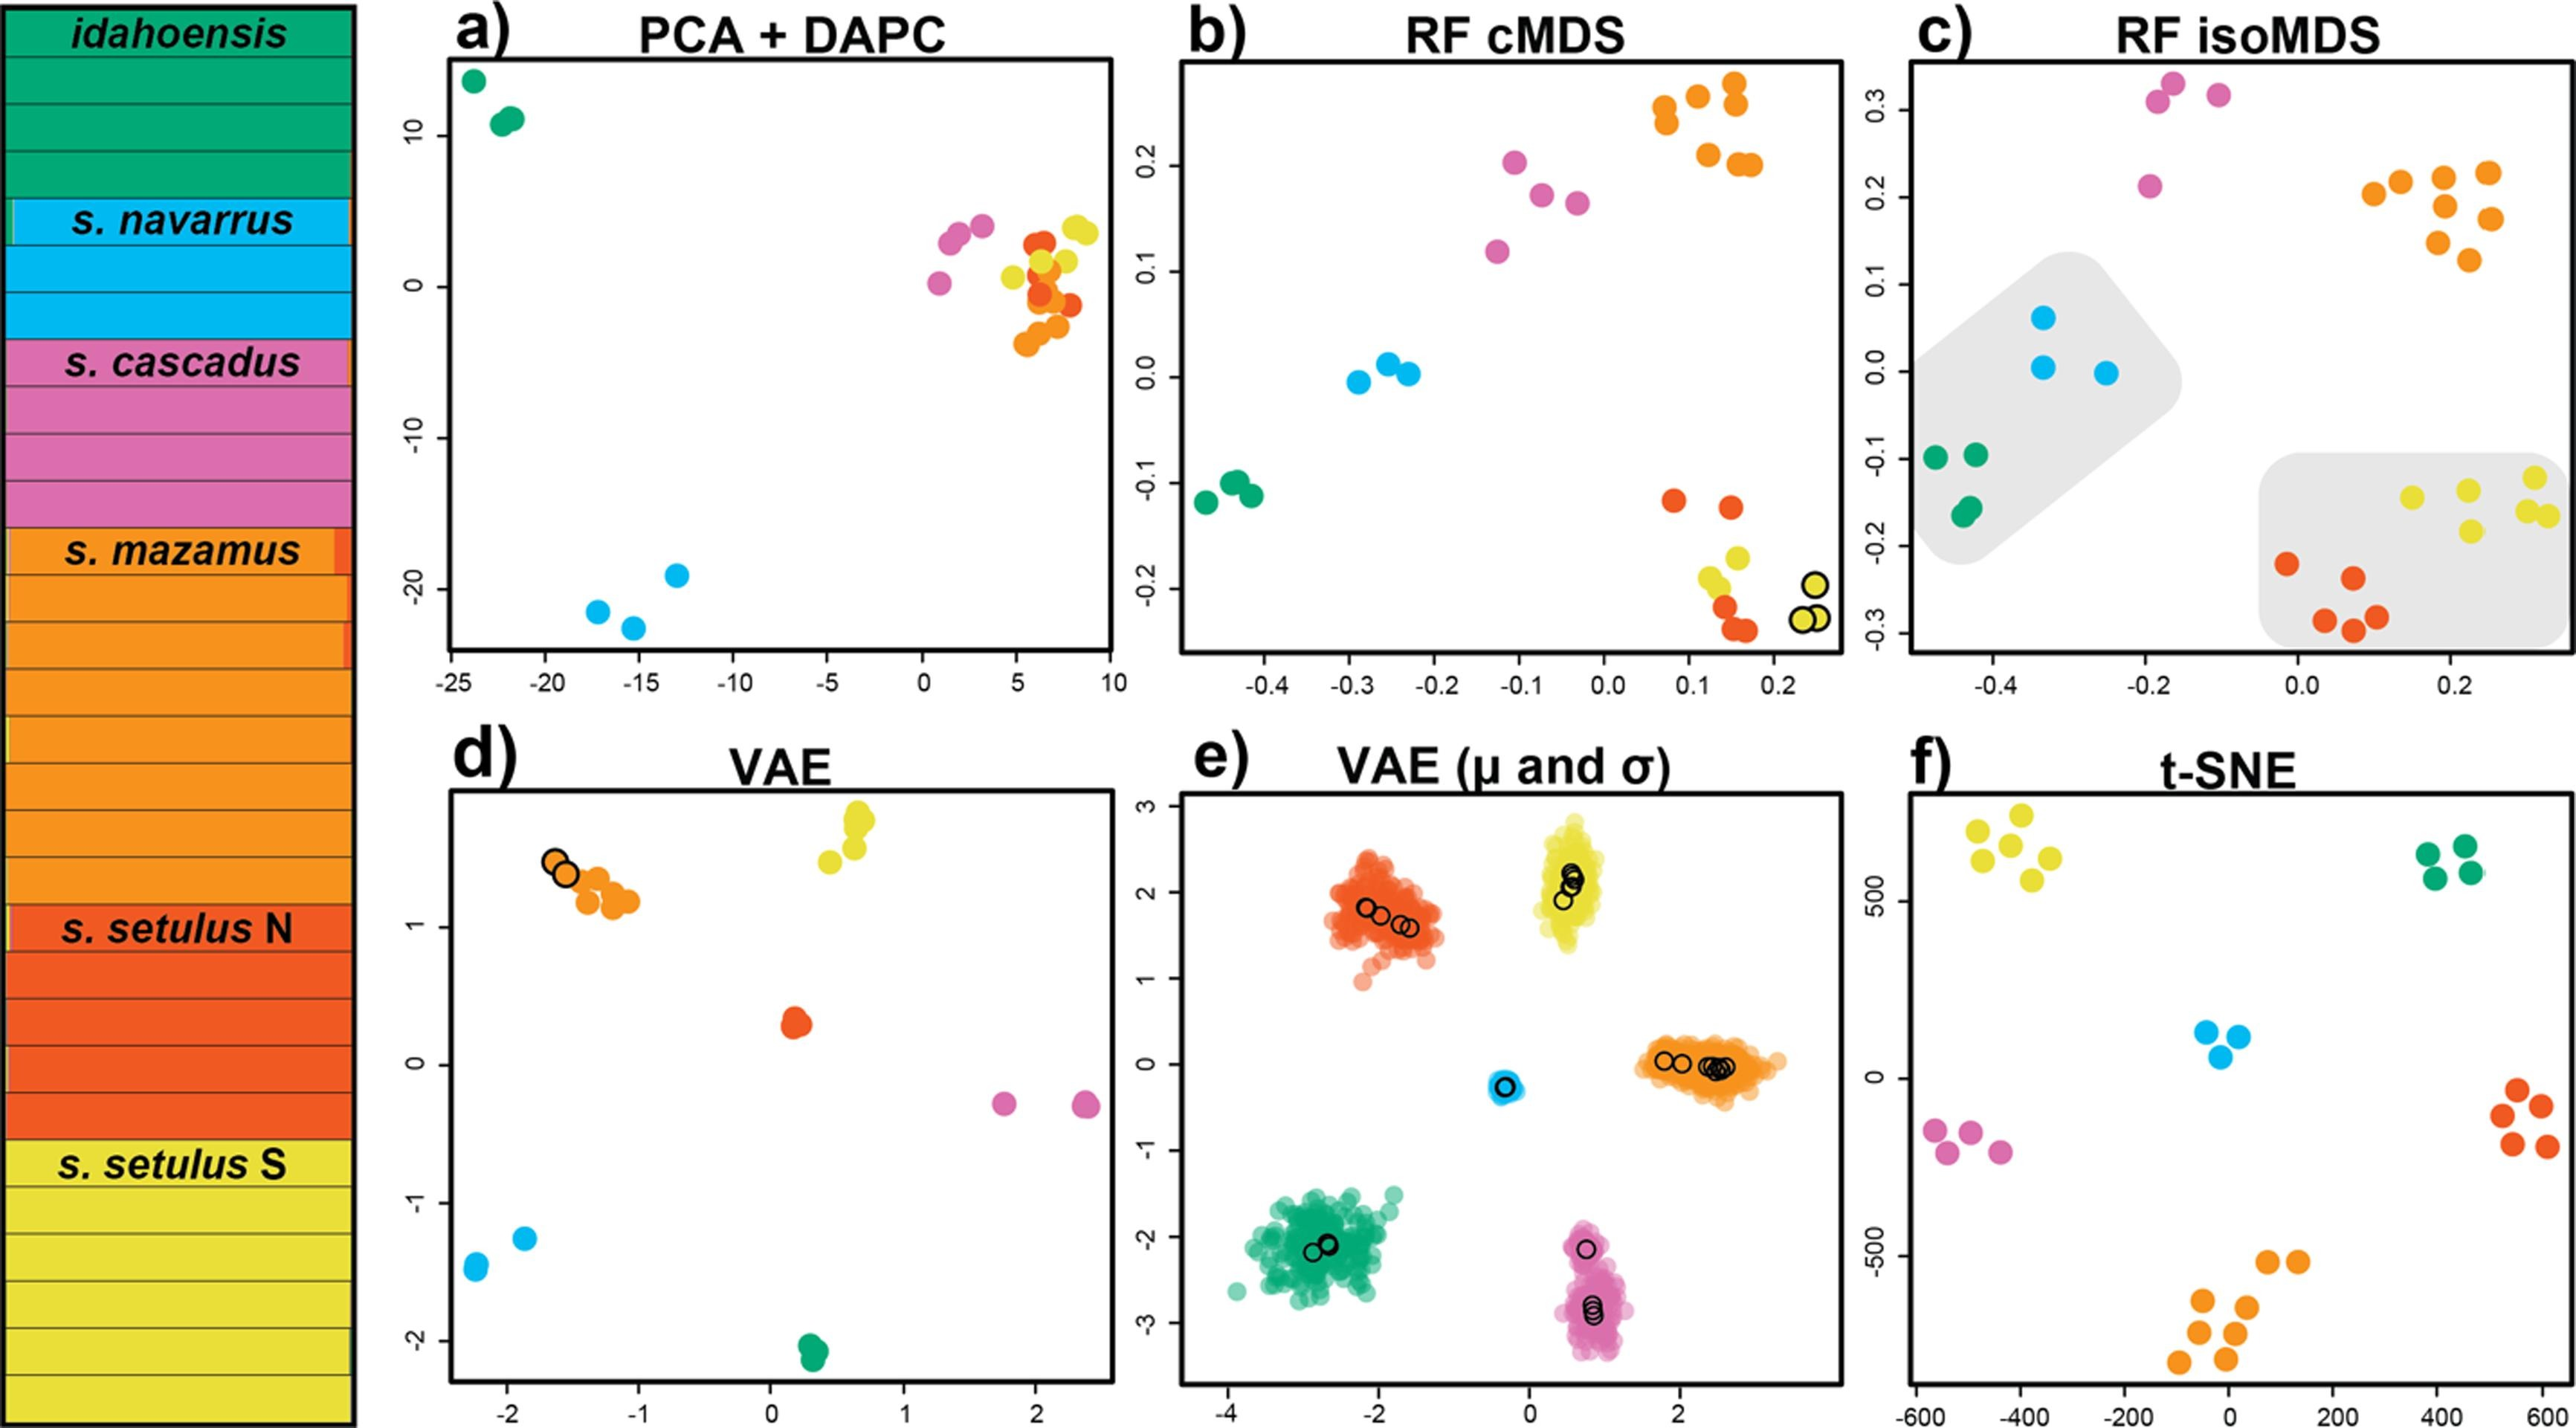 idahoensis
s. navarrus
s. cascadus
s. mazamus
s. setulus N
s. setulus S
a) PCA + DAPC
10
0
-10
-20
-25 -20 -15 -10 -5 0 5 10
b) RF cMDS
0.2
0.1
0.0
-0.1
-0.2
-0.4 -0.3 -0.2 -0.1 0.0 0.1 0.2
c) RF isoMDS
0.3
0.2
0.1
0.0
-0.1
-0.2
-0.3
-0.4 -0.2 0.0 0.2
d) VAE
1
0
-1
-2
-2 -1 0 1 2
e) VAE (μ and σ)
3
2
1
0
-1
-2
-3
-4 -2 0 2
f) t-SNE
500
0
-500
-600 -400 -200 0 200 400 600